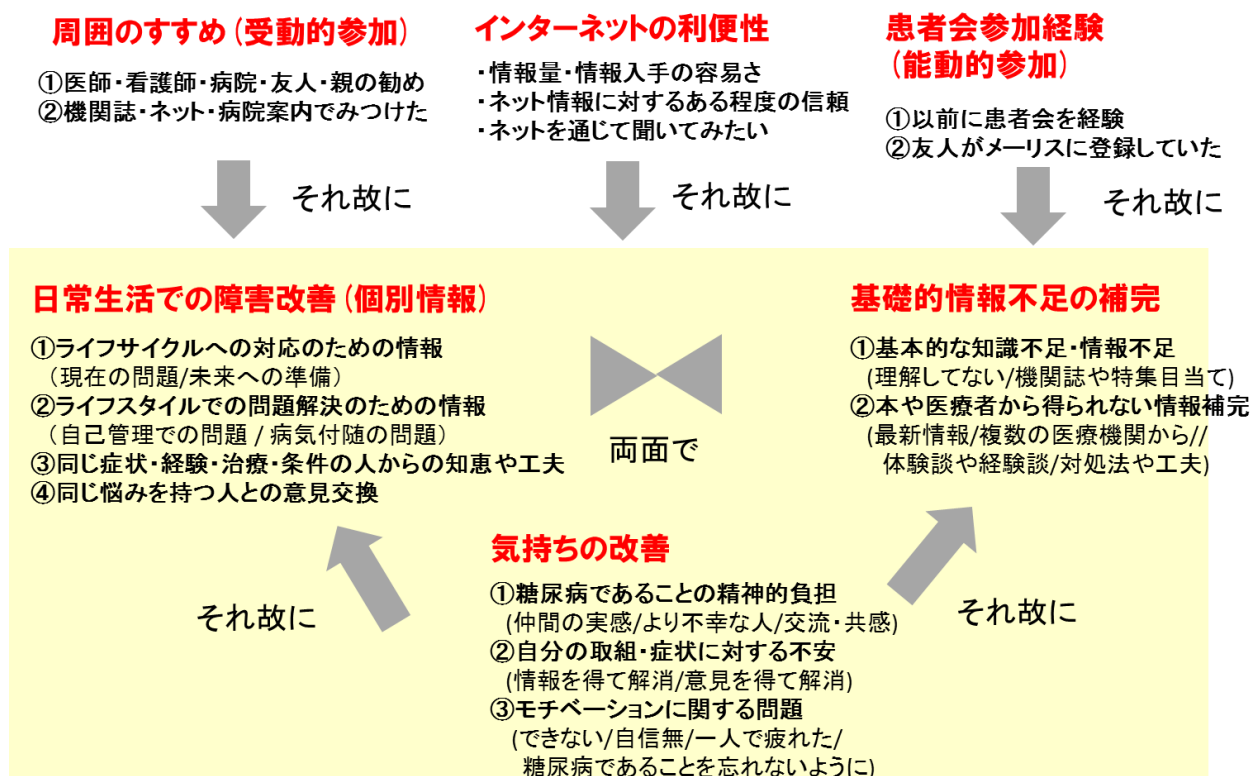 周囲のすすめ(受動的参加)
①医師・看護師・病院・友人・親の勧め
②機関誌・ネット・病院案内でみつけた
それ故に
インターネットの利便性
・情報量・情報入手の容易さ
・ネット情報に対するある程度の信頼
・ネットを通じて聞いてみたい
それ故に
患者会参加経験
(能動的参加)
①以前に患者会を経験
②友人がメーリスに登録していた
それ故に
日常生活での障害改善(個別情報)
①ライフサイクルへの対応のための情報
(現在の問題/未来への準備)
②ライフスタイルでの問題解決のための情報
(自己管理での問題 / 病気付随の問題)
③同じ症状・経験・治療・条件の人からの知恵や工夫
④同じ悩みを持つ人との意見交換
両面で
基礎的情報不足の補完
①基本的な知識不足・情報不足
(理解してない/機関誌や特集目当て)
②本や医療者から得られない情報補完
(最新情報/複数の医療機関から//
体験談や経験談/対処法や工夫)
それ故に
気持ちの改善
①糖尿病であることの精神的負担
(仲間の実感/より不幸な人/交流・共感)
②自分の取組・症状に対する不安
(情報を得て解消/意見を得て解消)
③モチベーションに関する問題
(できない/自信無/一人で疲れた/
糖尿病であることを忘れないように)
それ故に